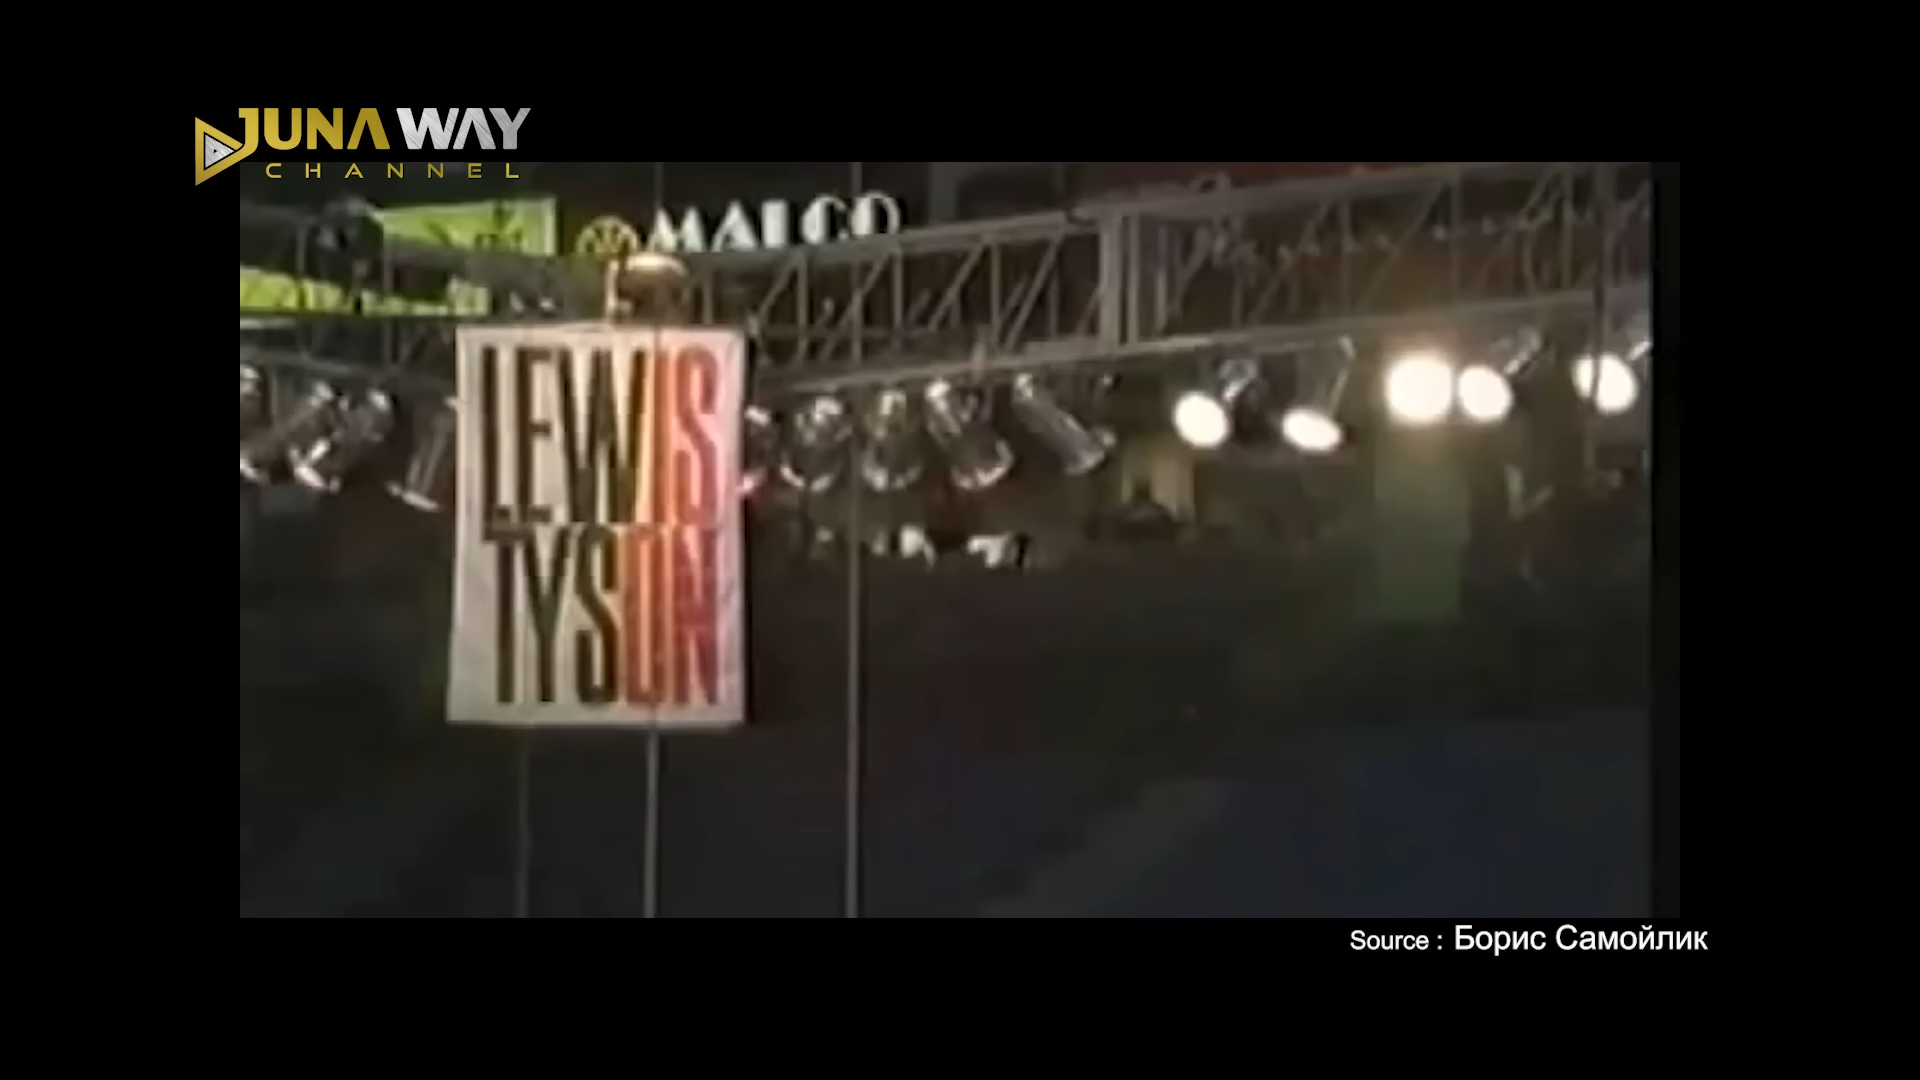 JUNA WAY
CHANNEL
MALCO
LEWIS
TYSON
Source : Борис Самойлик